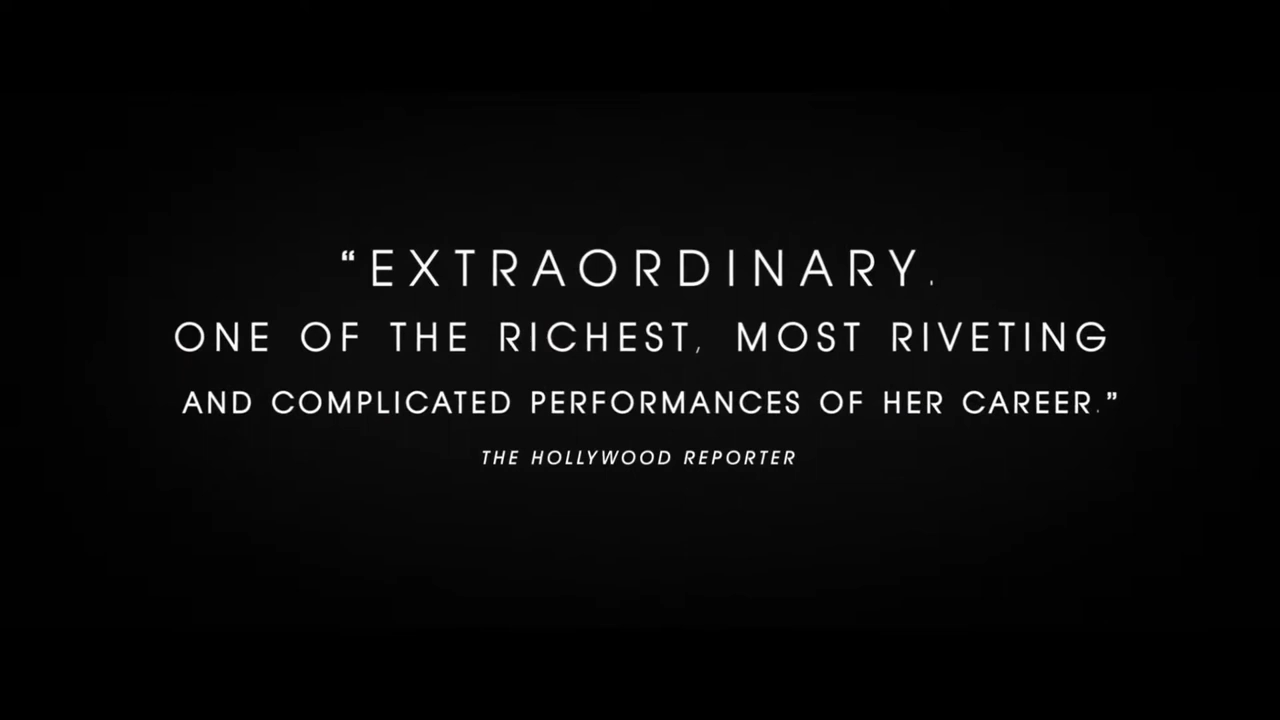 “EXTRAORDINARY.
ONE OF THE RICHEST, MOST RIVETING
AND COMPLICATED PERFORMANCES OF HER CAREER.”
THE HOLLYWOOD REPORTER